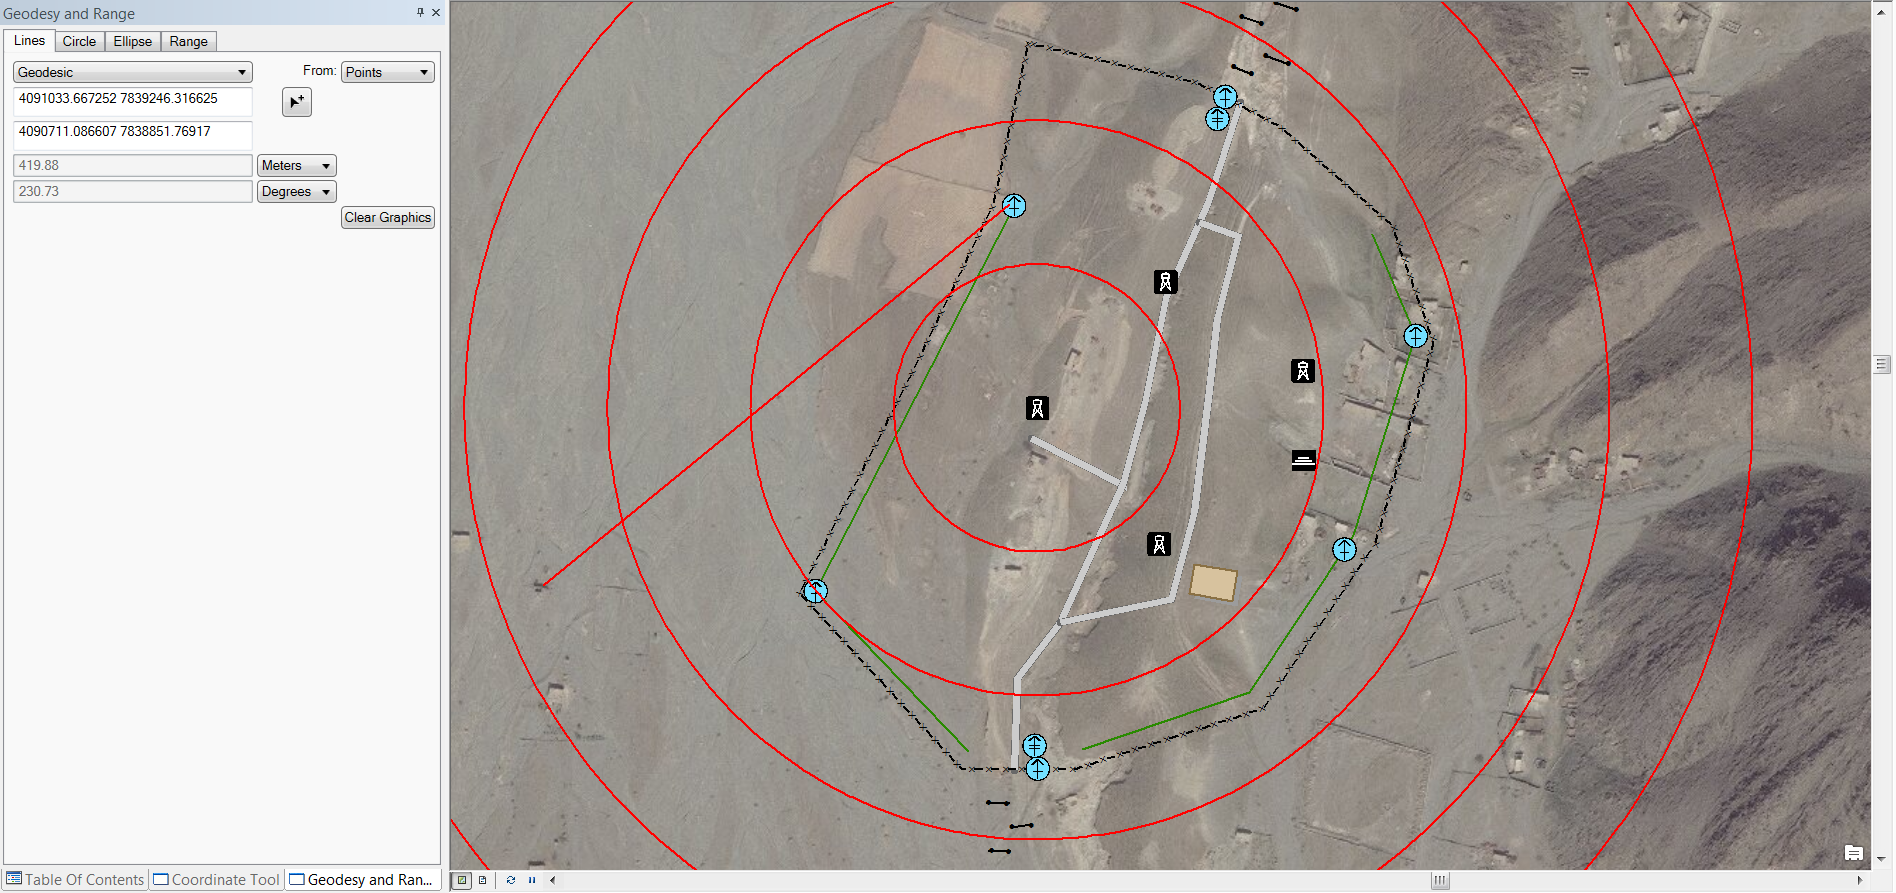 Geodesy and Range
Lines Circle Ellipse Range
Geodesic From: Points
4091033.667252 7839246.316625
4090711.086607 7838851.76917
419.88 Meters
230.73 Degrees
Clear Graphics
Table Of Contents Coordinate Tool Geodesy and Ran...